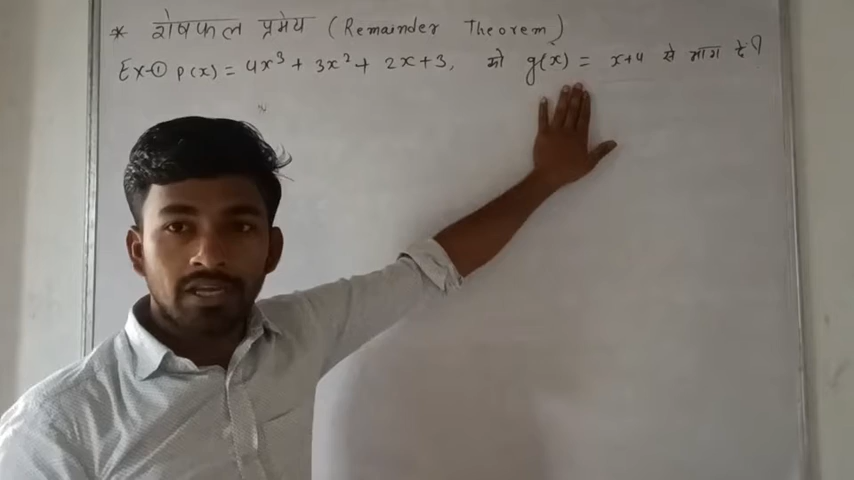 * शेषफल प्रमेय (Remainder Theorem)
Ex-① p(x) = 4x³ + 3x² + 2x+3, को g(x) = x+4 से भाग दें।